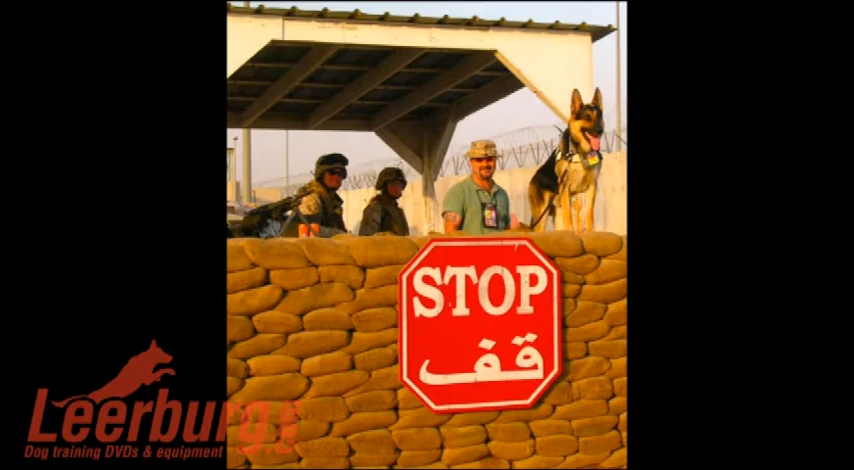 STOP
قف
Leerburg
Dog training DVDs & equipment